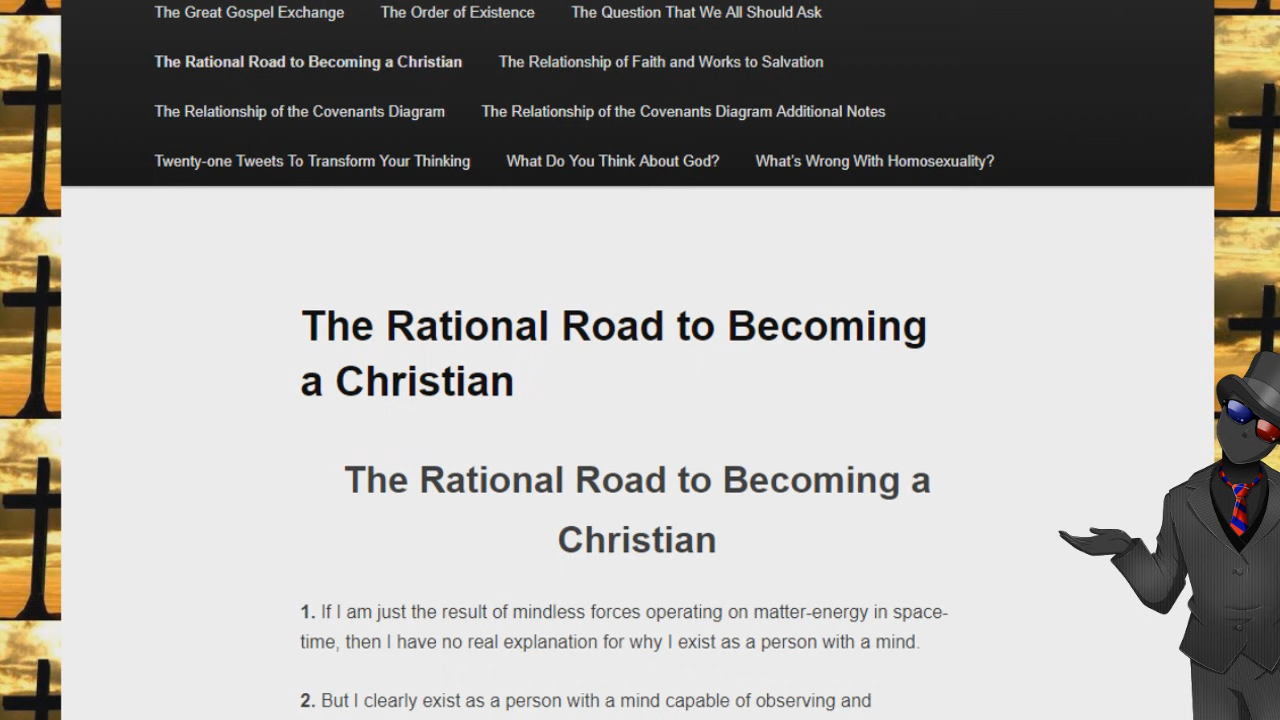 The Great Gospel Exchange The Order of Existence The Question That We All Should Ask
The Rational Road to Becoming a Christian The Relationship of Faith and Works to Salvation
The Relationship of the Covenants Diagram The Relationship of the Covenants Diagram Additional Notes
Twenty-one Tweets To Transform Your Thinking What Do You Think About God? What's Wrong With Homosexuality?
The Rational Road to Becoming
a Christian
The Rational Road to Becoming a
Christian
1. If I am just the result of mindless forces operating on matter-energy in space-
time, then I have no real explanation for why I exist as a person with a mind.
2. But I clearly exist as a person with a mind capable of observing and